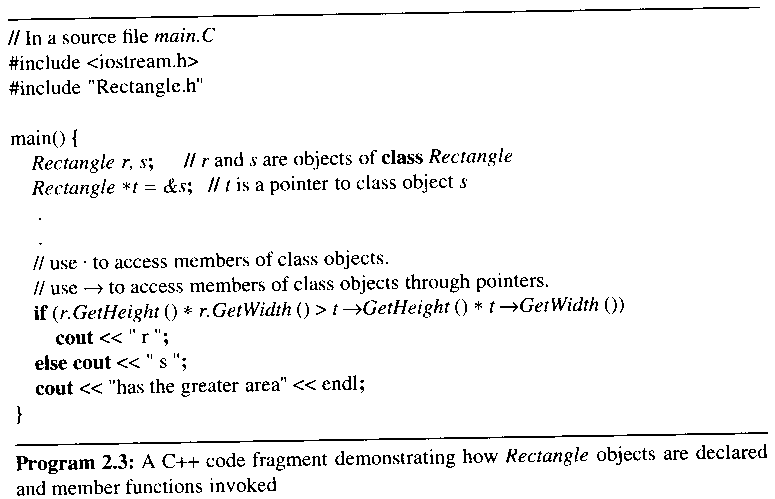 // In a source file main.C
#include <iostream.h>
#include "Rectangle.h"
main() {
Rectangle r, s; // r and s are objects of class Rectangle
Rectangle *t = &s; // t is a pointer to class object s
.
.
// use · to access members of class objects.
// use → to access members of class objects through pointers.
if (r.GetHeight () * r.GetWidth () > t→GetHeight () * t→GetWidth ())
cout << " r ";
else cout << " s ";
cout << "has the greater area" << endl;
}
Program 2.3: A C++ code fragment demonstrating how Rectangle objects are declared
and member functions invoked